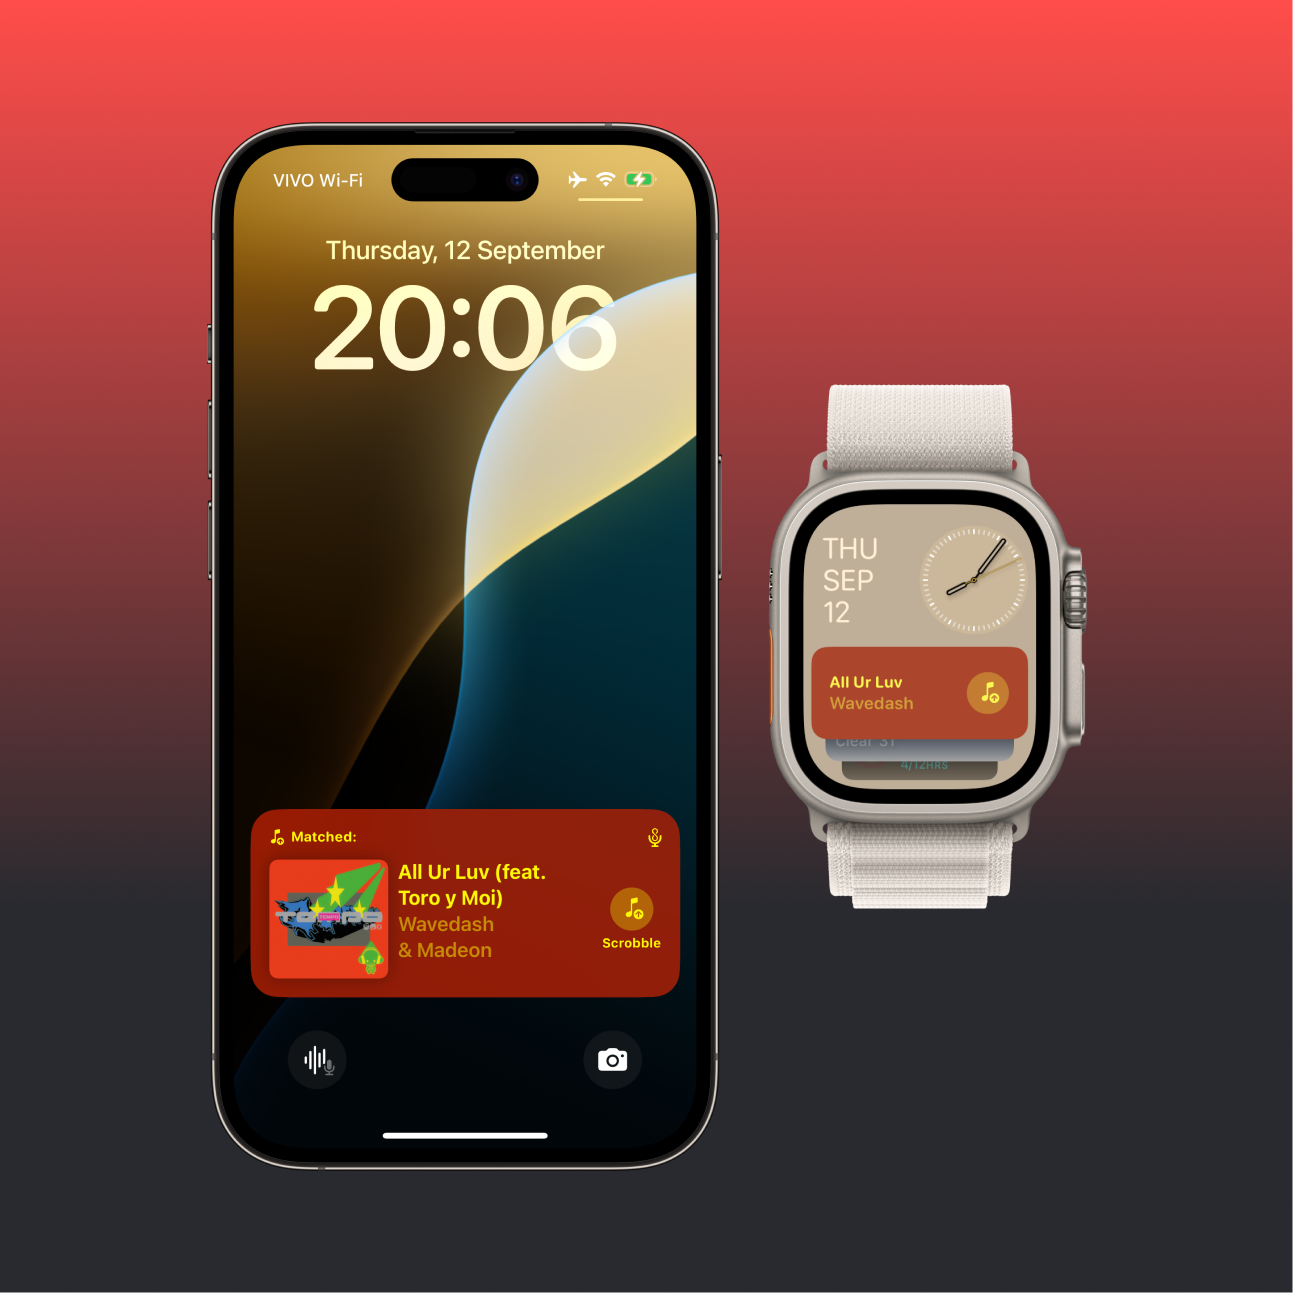 VIVO Wi-Fi
Thursday, 12 September
20:06
Matched:
All Ur Luv (feat.
Toro y Moi)
Wavedash
& Madeon
Scrobble
THU
SEP
12
All Ur Luv
Wavedash
Clear 31
4/12HRS